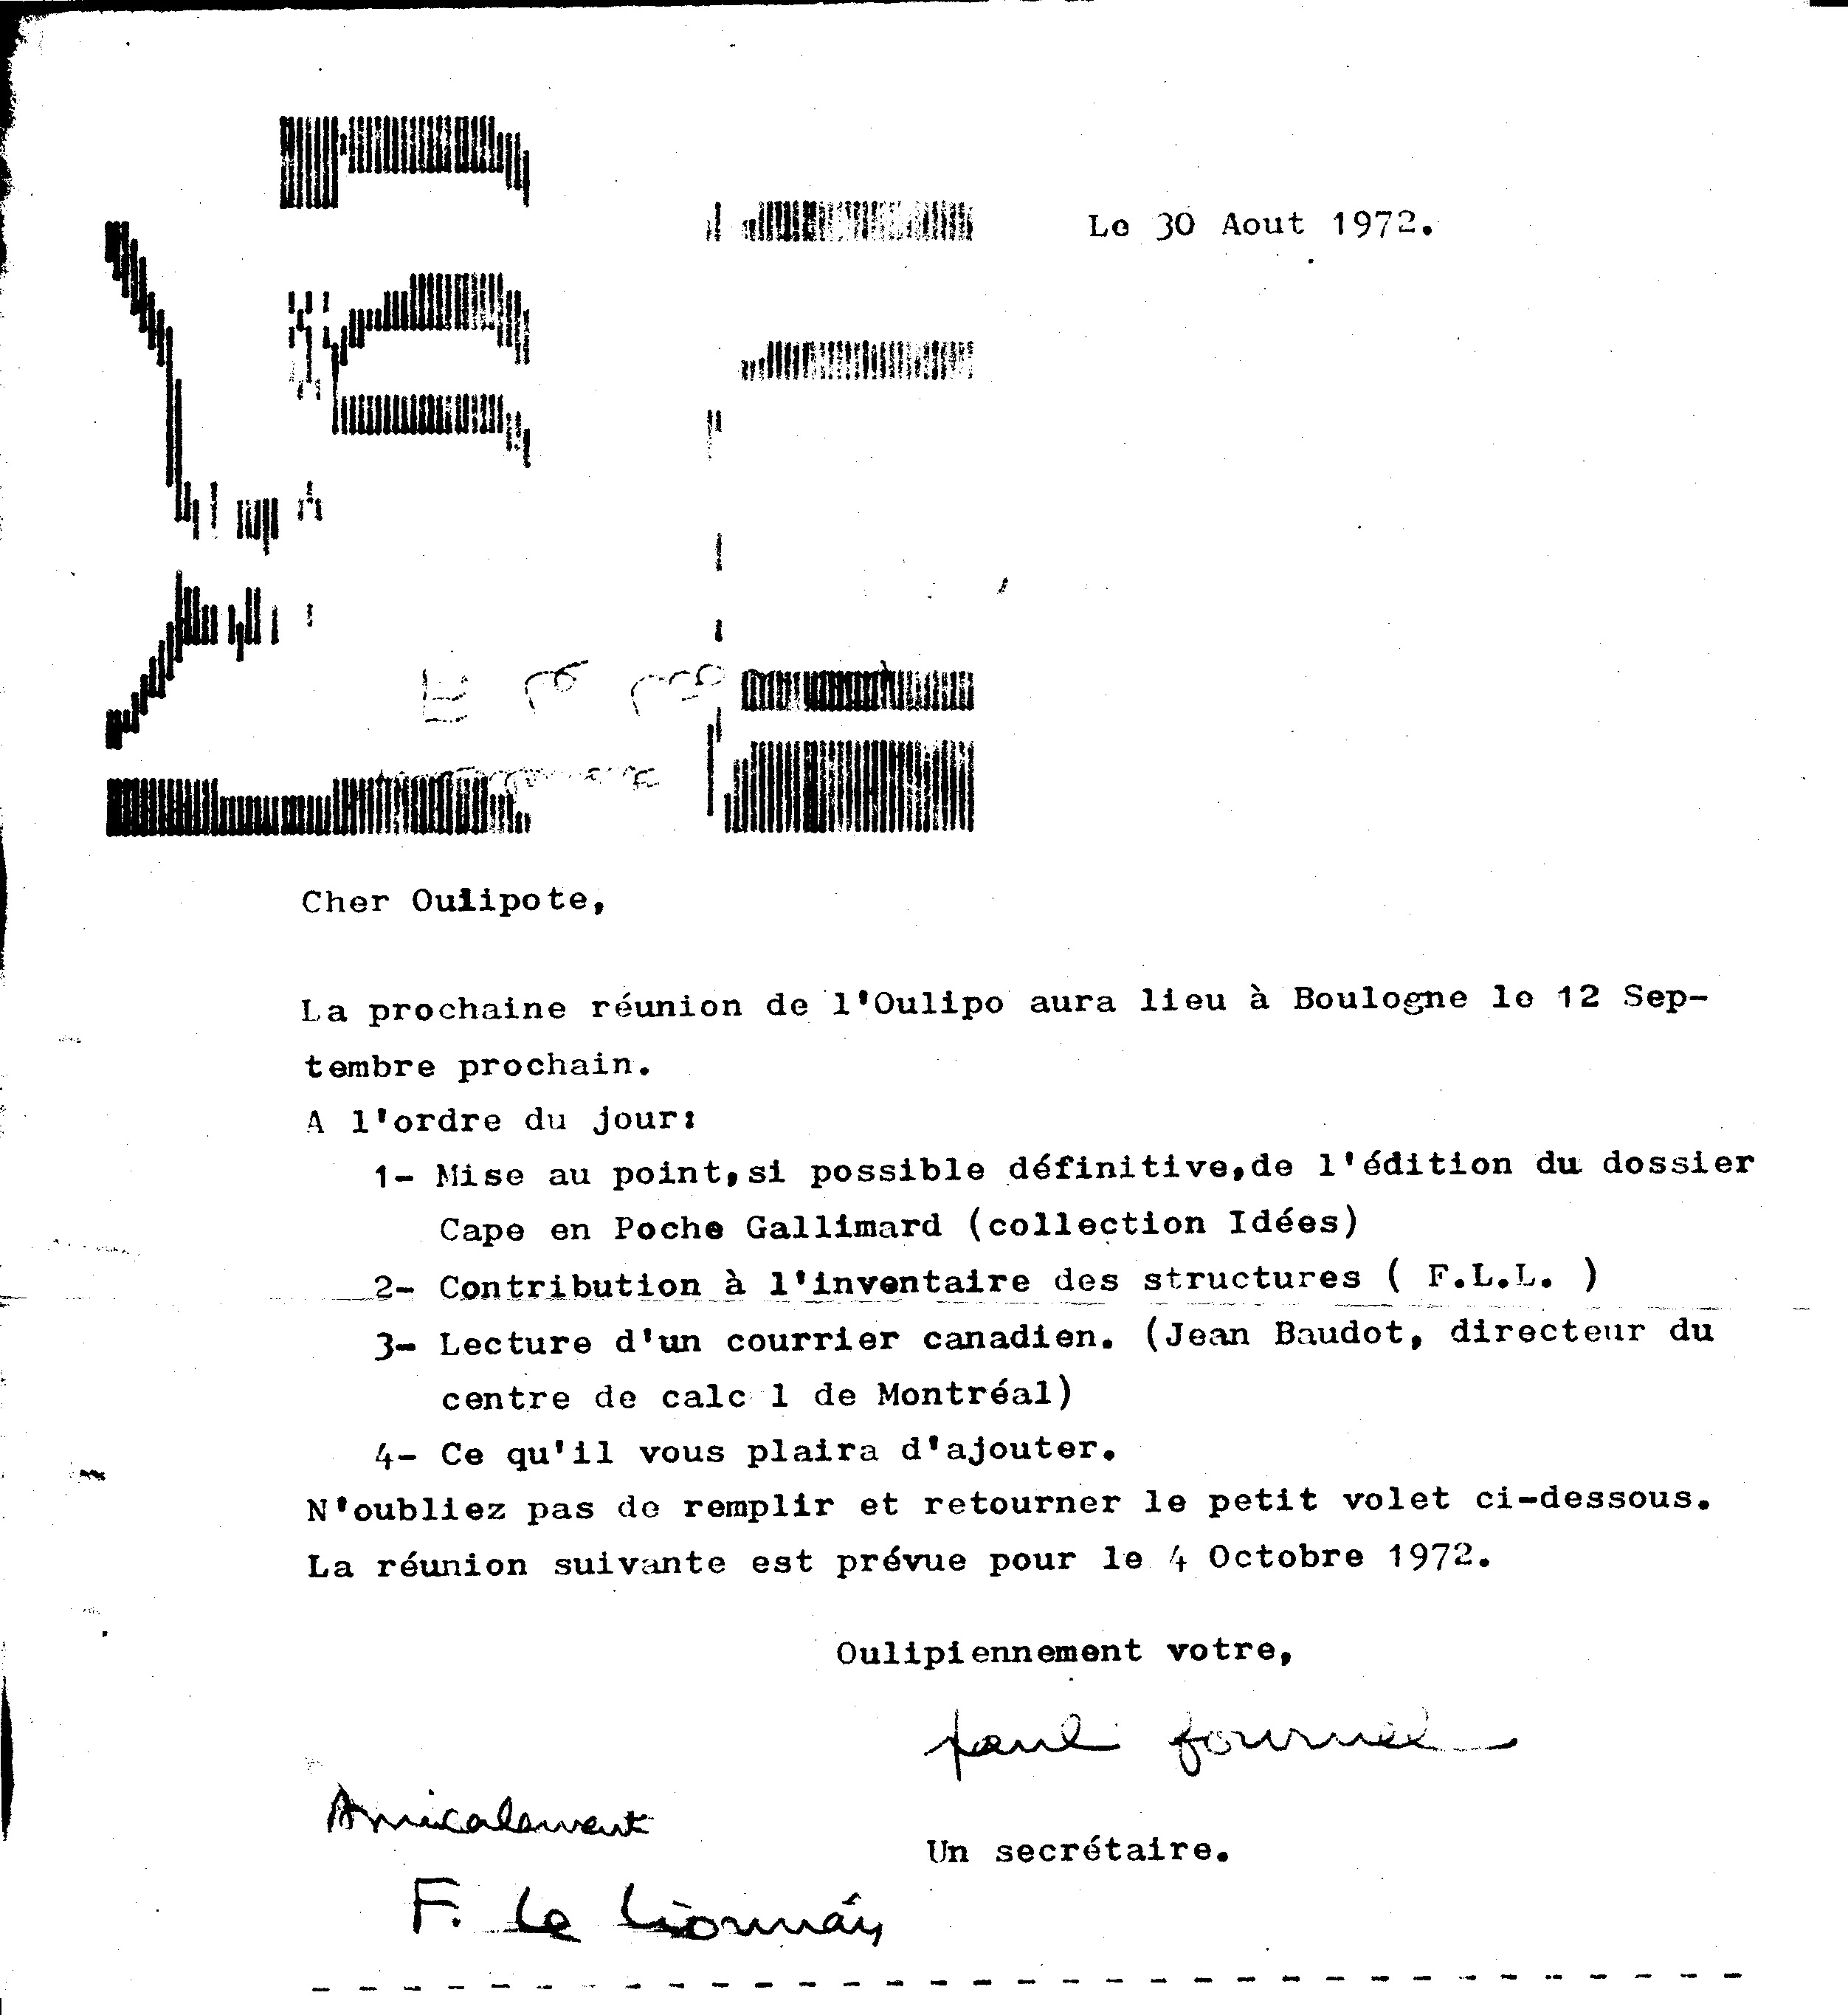 Le 30 Aout 1972.
Cher Oulipote,
La prochaine réunion de l'Oulipo aura lieu à Boulogne le 12 Sep-
tembre prochain.
A l'ordre du jour:
1- Mise au point,si possible définitive,de l'édition du dossier
Cape en Poche Gallimard (collection Idées)
2- Contribution à l'inventaire des structures ( F.L.L. )
3- Lecture d'un courrier canadien. (Jean Baudot, directeur du
centre de calc l de Montréal)
4- Ce qu'il vous plaira d'ajouter.
N'oubliez pas de remplir et retourner le petit volet ci-dessous.
La réunion suivante est prévue pour le 4 Octobre 1972.
Oulipiennement votre,
paul fournel
Amicalement
Un secrétaire.
F. Le Lionnais